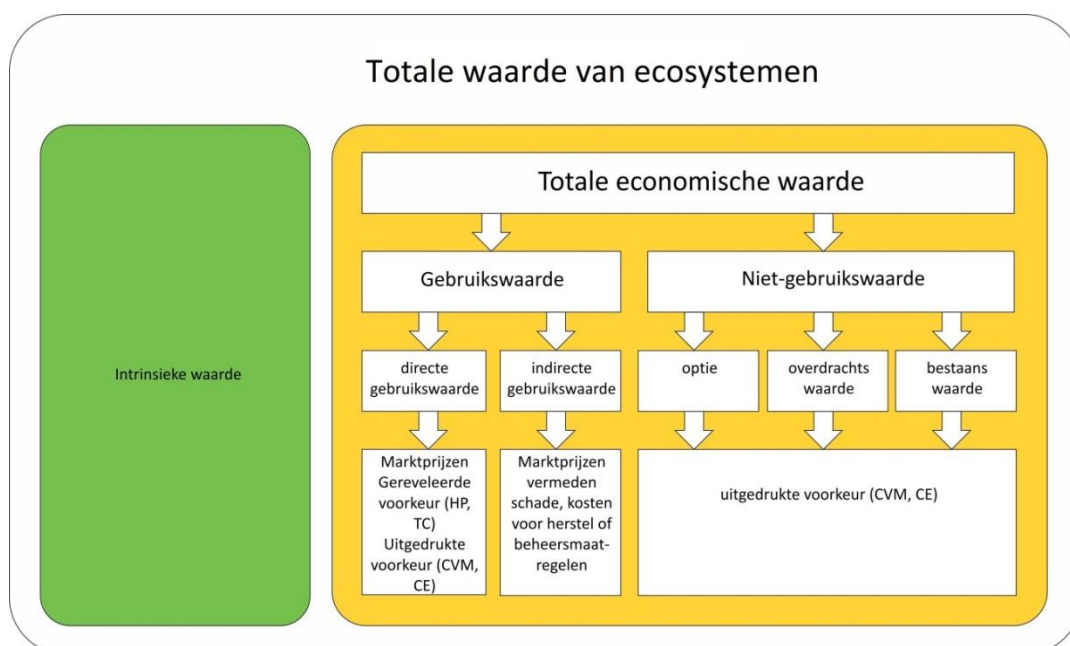 Totale waarde van ecosystemen
Intrinsieke waarde
Totale economische waarde
Gebruikswaarde
Niet-gebruikswaarde
directe
gebruikswaarde
indirecte
gebruikswaarde
optie
overdrachts
waarde
bestaans
waarde
Marktprijzen
Gereveleerde
voorkeur (HP,
TC)
Uitgedrukte
voorkeur (CVM,
CE)
Marktprijzen
vermeden
schade, kosten
voor herstel of
beheersmaat-
regelen
uitgedrukte voorkeur (CVM, CE)